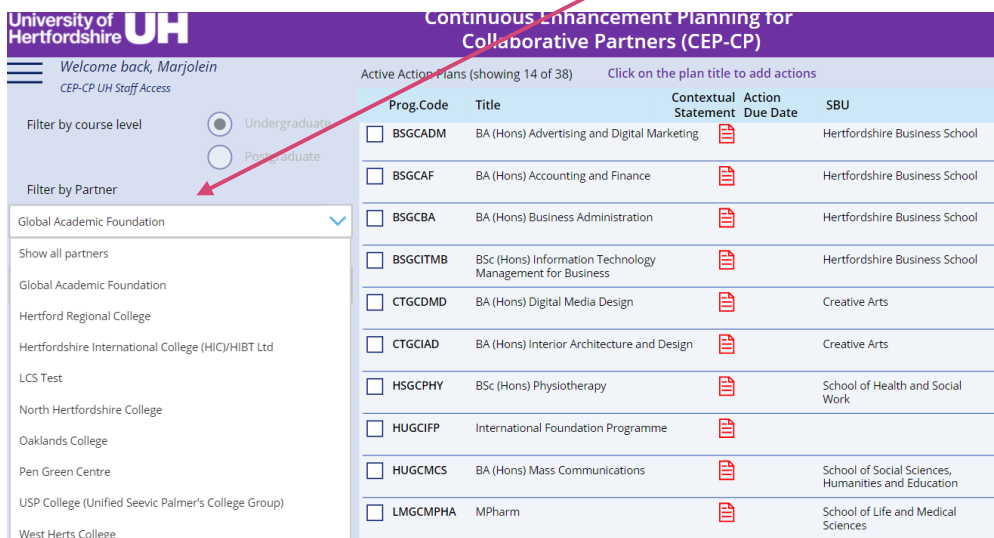 University of
Hertfordshire UH
Continuous Enhancement Planning for
Collaborative Partners (CEP-CP)
Welcome back, Marjolein
CEP-CP UH Staff Access
Filter by course level
Undergraduate
Postgraduate
Filter by Partner
Global Academic Foundation
Show all partners
Global Academic Foundation
Hertford Regional College
Hertfordshire International College (HIC)/HIBT Ltd
LCS Test
North Hertfordshire College
Oaklands College
Pen Green Centre
USP College (Unified Seevic Palmer's College Group)
West Herts College
Active Action Plans (showing 14 of 38) Click on the plan title to add actions
Prog.Code Title Contextual Statement Action Due Date SBU
BSGCADM BA (Hons) Advertising and Digital Marketing Hertfordshire Business School
BSGCAF BA (Hons) Accounting and Finance Hertfordshire Business School
BSGCBA BA (Hons) Business Administration Hertfordshire Business School
BSGCITMB BSc (Hons) Information Technology Hertfordshire Business School
Management for Business
CTGCDMD BA (Hons) Digital Media Design Creative Arts
CTGCIAD BA (Hons) Interior Architecture and Design Creative Arts
HSGCPHY BSc (Hons) Physiotherapy School of Health and Social
Work
HUGCIFP International Foundation Programme
HUGCMCS BA (Hons) Mass Communications School of Social Sciences,
Humanities and Education
LMGCMPHA MPharm School of Life and Medical
Sciences